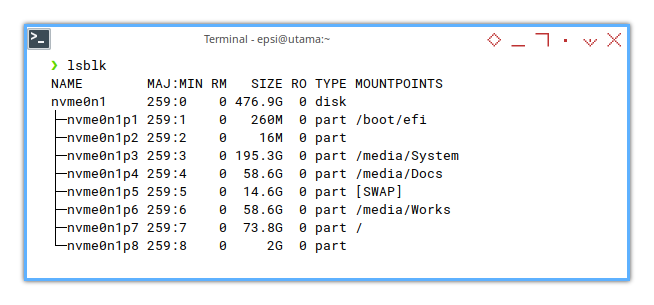 Terminal - epsi@utama:~
❯ lsblk
NAME        MAJ:MIN RM   SIZE RO TYPE MOUNTPOINTS
nvme0n1     259:0    0 476.9G  0 disk
├─nvme0n1p1 259:1    0   260M  0 part /boot/efi
├─nvme0n1p2 259:2    0    16M  0 part
├─nvme0n1p3 259:3    0 195.3G  0 part /media/System
├─nvme0n1p4 259:4    0  58.6G  0 part /media/Docs
├─nvme0n1p5 259:5    0  14.6G  0 part [SWAP]
├─nvme0n1p6 259:6    0  58.6G  0 part /media/Works
├─nvme0n1p7 259:7    0  73.8G  0 part /
└─nvme0n1p8 259:8    0     2G  0 part